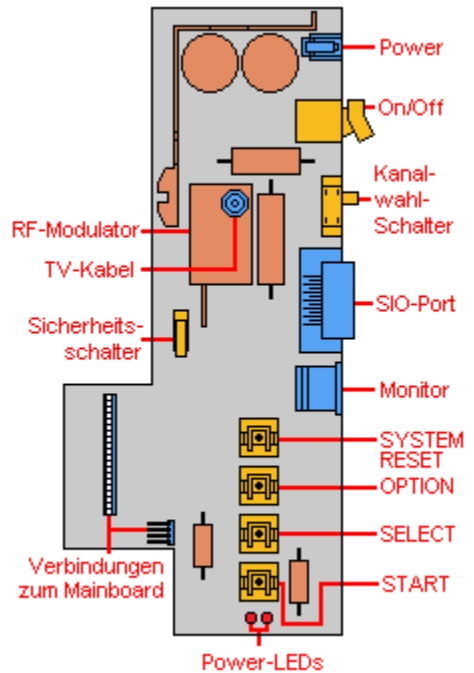 Power
On/Off
Kanal-
wahl-
Schalter
RF-Modulator
TV-Kabel
SIO-Port
Sicherheits-
schalter
Monitor
SYSTEM
RESET
OPTION
SELECT
START
Verbindungen
zum Mainboard
Power-LEDs